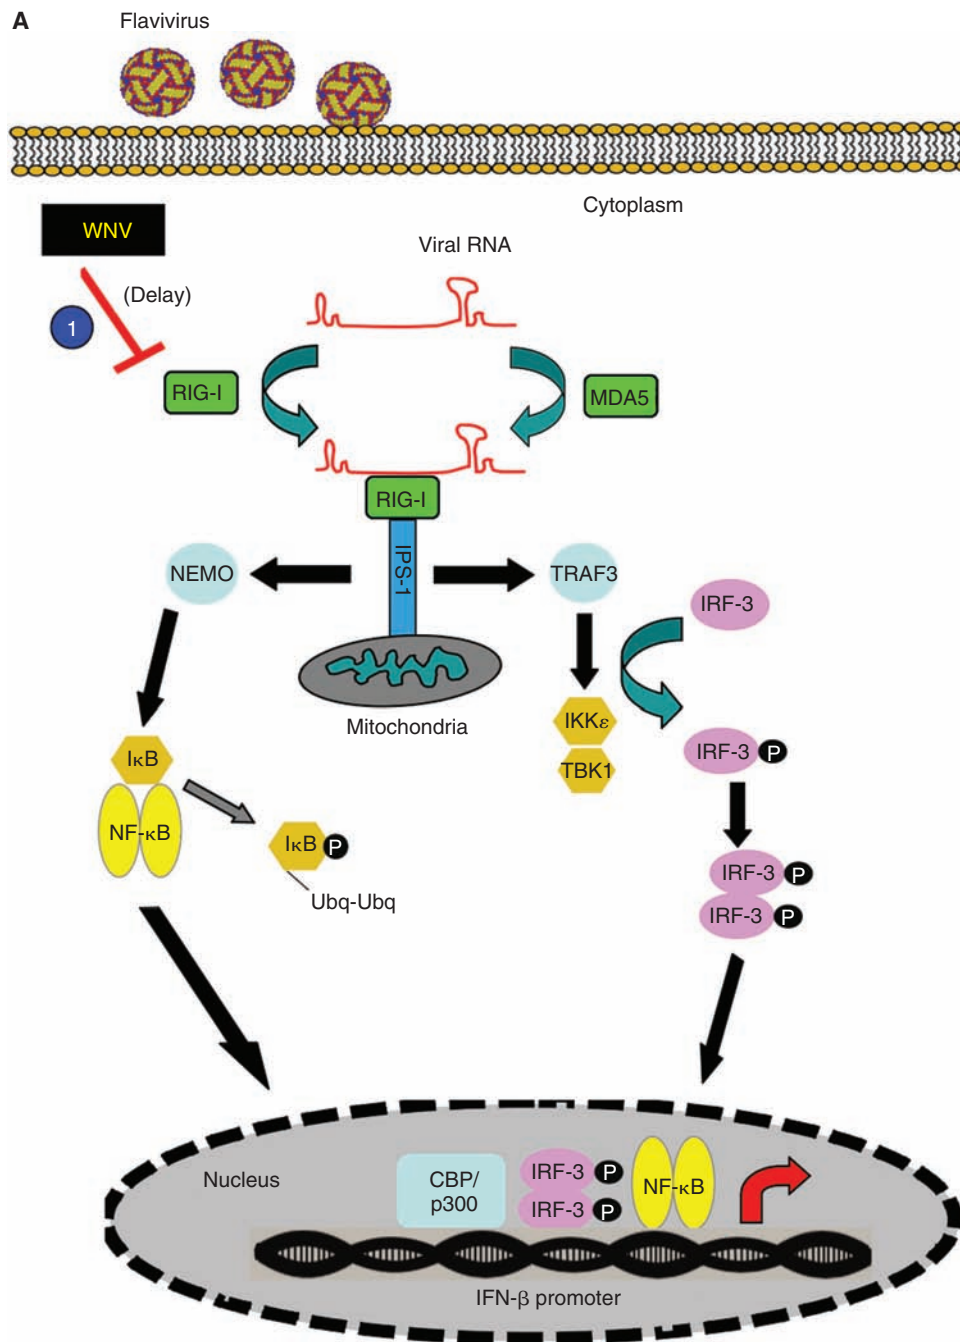 A
Flavivirus
Cytoplasm
WNV
Viral RNA
(Delay)
1
RIG-I
MDA5
RIG-I
IPS-1
NEMO
TRAF3
IRF-3
Mitochondria
IKKε
TBK1
IRF-3 P
IκB
NF-κB
IκB P
Ubq-Ubq
IRF-3 P
IRF-3 P
Nucleus
CBP/
p300
IRF-3 P
IRF-3 P
NF-κB
IFN-β promoter